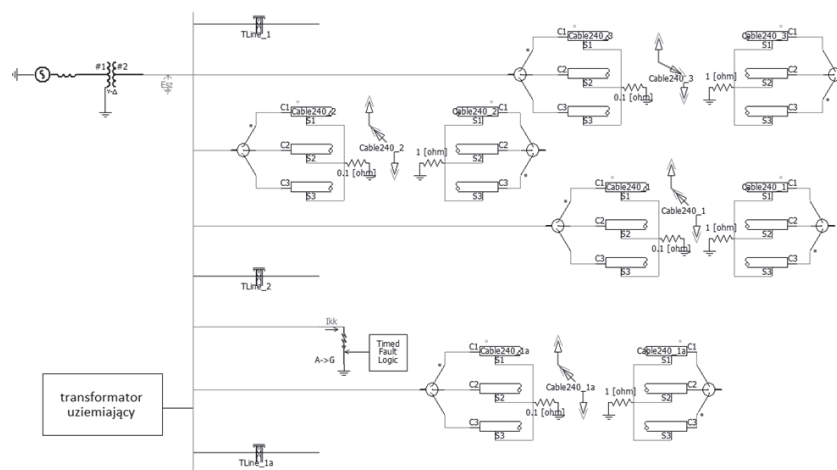 TLine_1
#1 #2
Esz
C1 Cable240_3
S1
C2
S2
C3
S3
0.1 [ohm]
Cable240_3
1 [ohm]
Cable240_3 C1
S1
C2
S2
C3
S3
C1 Cable240_2
S1
C2
S2
C3
S3
0.1 [ohm]
Cable240_2
1 [ohm]
Cable240_2 C1
S1
C2
S2
C3
S3
C1 Cable240_1
S1
C2
S2
C3
S3
0.1 [ohm]
Cable240_1
1 [ohm]
Cable240_1 C1
S1
C2
S2
C3
S3
TLine_2
Ikk
A->G
Timed
Fault
Logic
C1 Cable240_1a
S1
C2
S2
C3
S3
0.1 [ohm]
Cable240_1a
1 [ohm]
Cable240_1a C1
S1
C2
S2
C3
S3
transformator
uziemiający
TLine_1a